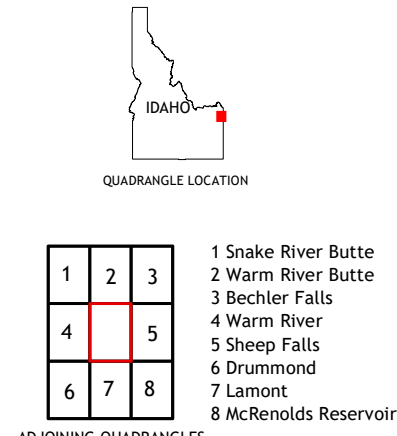 IDAHO
QUADRANGLE LOCATION
1 2 3
4 5
6 7 8
1 Snake River Butte
2 Warm River Butte
3 Bechler Falls
4 Warm River
5 Sheep Falls
6 Drummond
7 Lamont
8 McRenolds Reservoir
ADJOINING QUADRANGLES